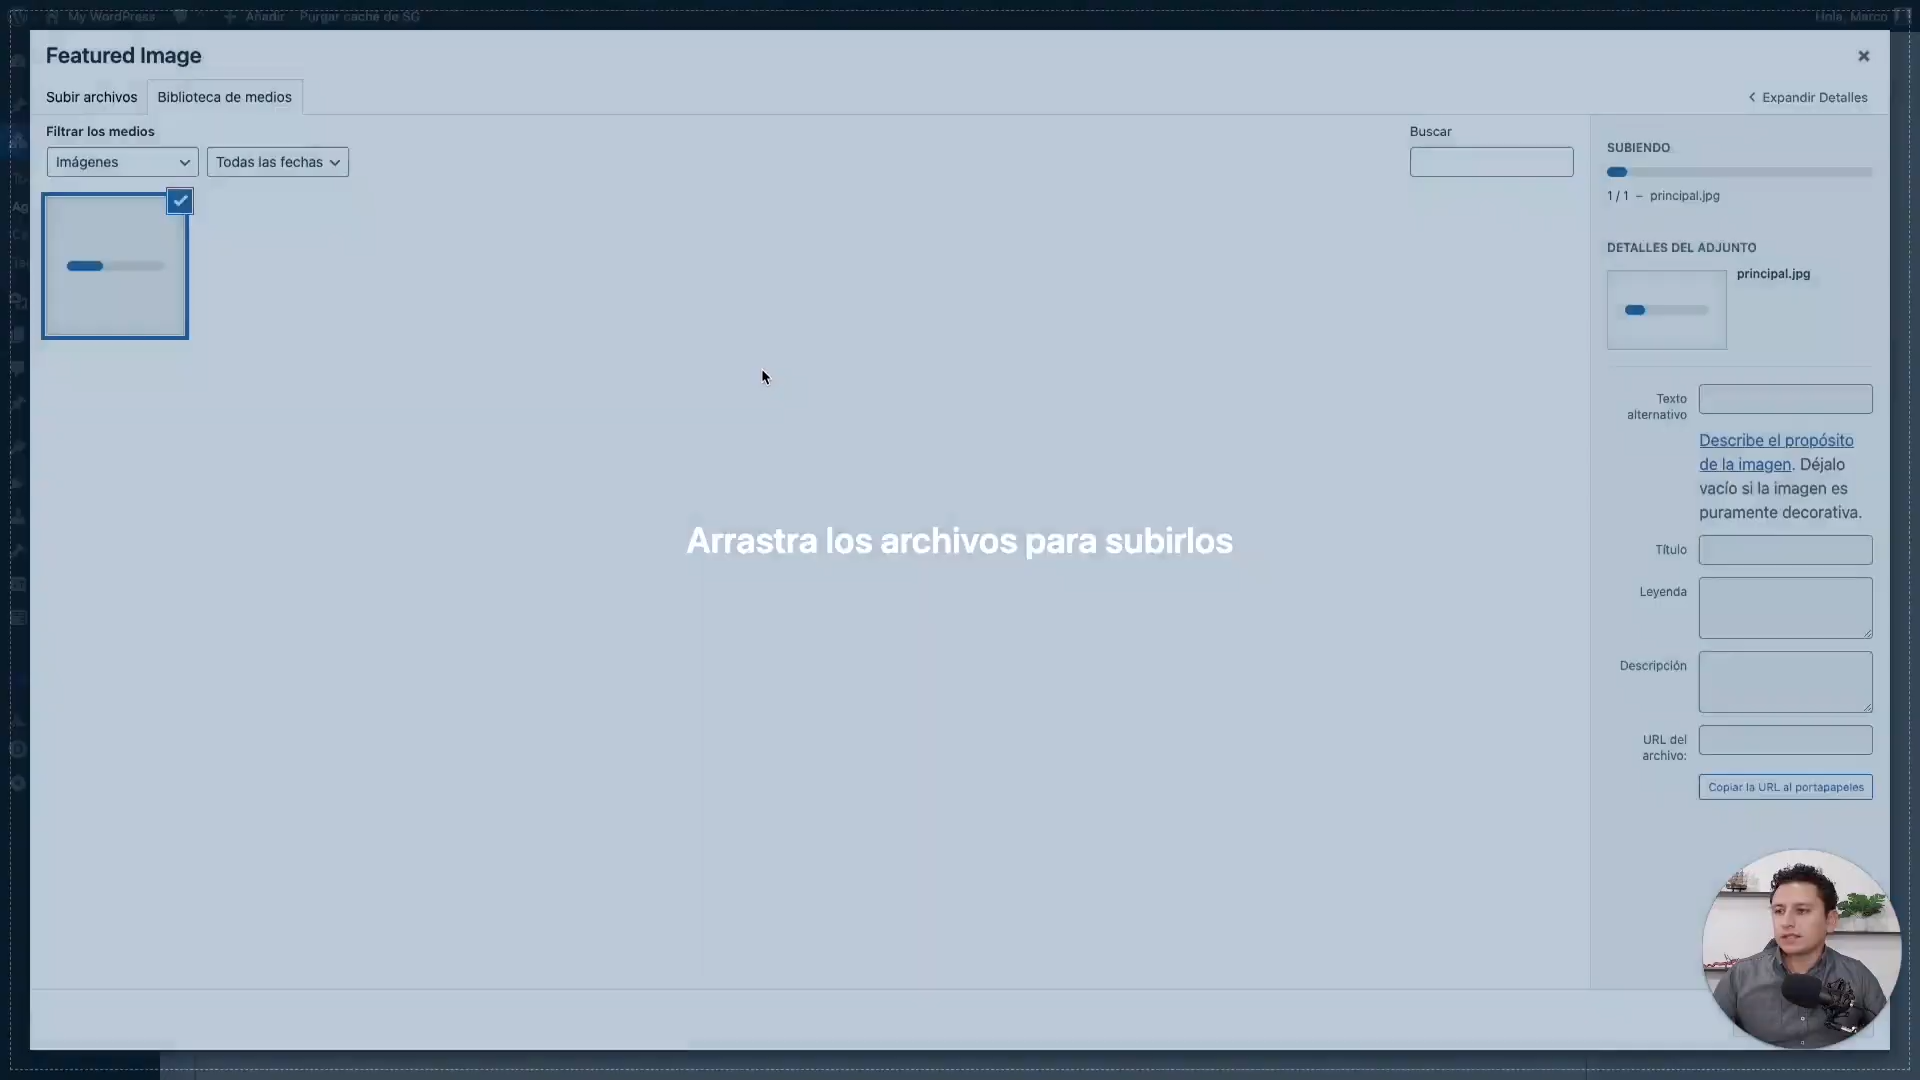 My WordPress
Añadir
Purgar caché de SG
Hola, Marco
Featured Image
Subir archivos
Biblioteca de medios
Expandir Detalles
Filtrar los medios
Buscar
Imágenes
Todas las fechas
SUBIENDO
1 / 1 – principal.jpg
DETALLES DEL ADJUNTO
principal.jpg
Texto
alternativo
Describe el propósito
de la imagen. Déjalo
vacío si la imagen es
puramente decorativa.
Arrastra los archivos para subirlos
Título
Leyenda
Descripción
URL del
archivo:
Copiar la URL al portapapeles